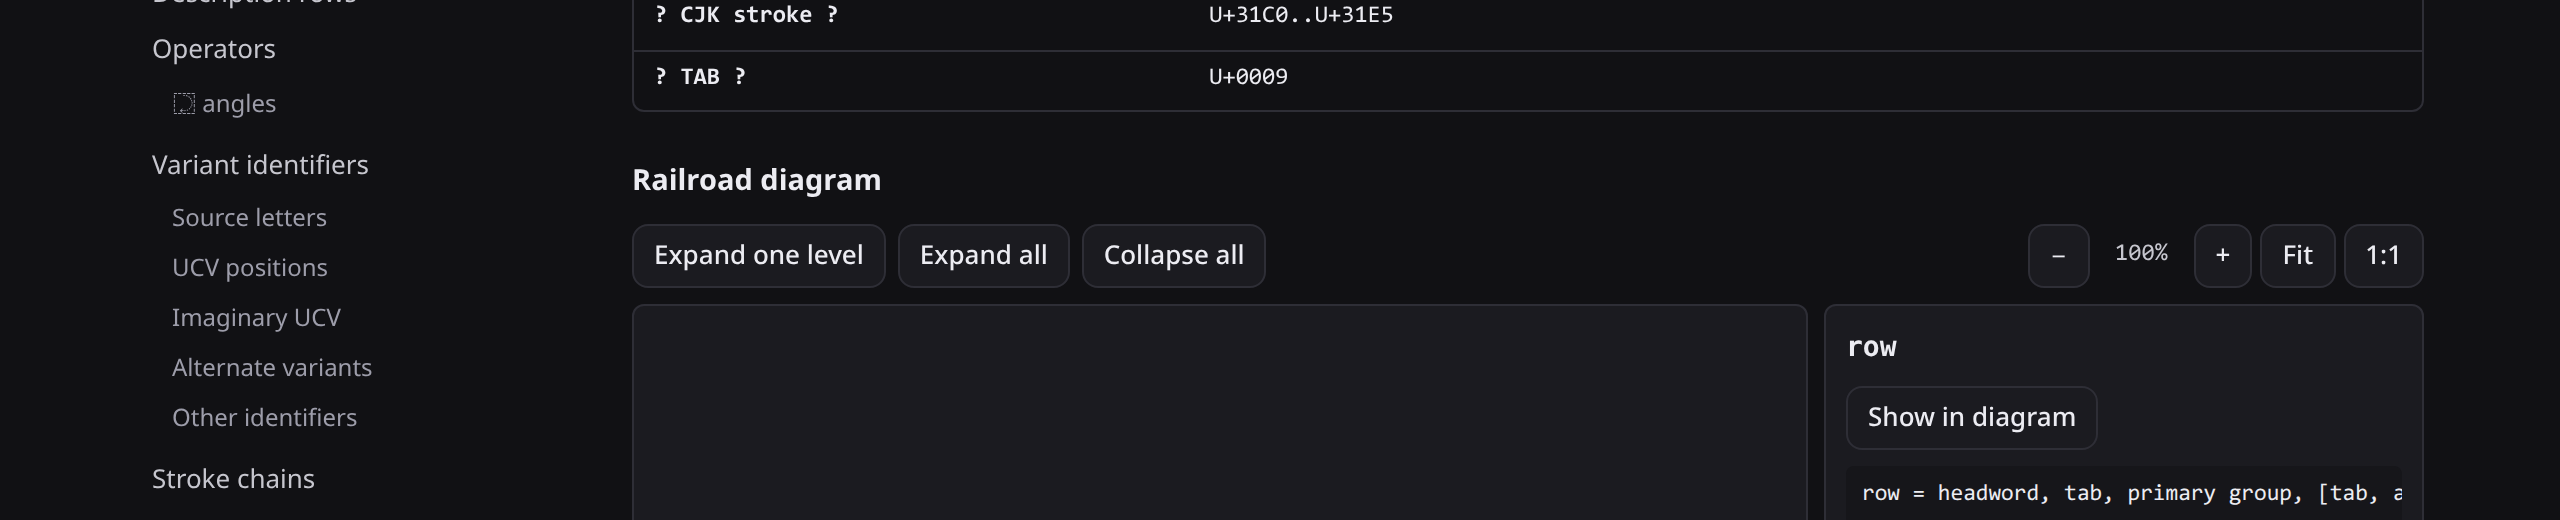 Description rows
Operators
angles
Variant identifiers
Source letters
UCV positions
Imaginary UCV
Alternate variants
Other identifiers
Stroke chains
? CJK stroke ? U+31C0..U+31E5
? TAB ? U+0009
Railroad diagram
Expand one level Expand all Collapse all − 100% + Fit 1:1
row
Show in diagram
row = headword, tab, primary group, [tab, a